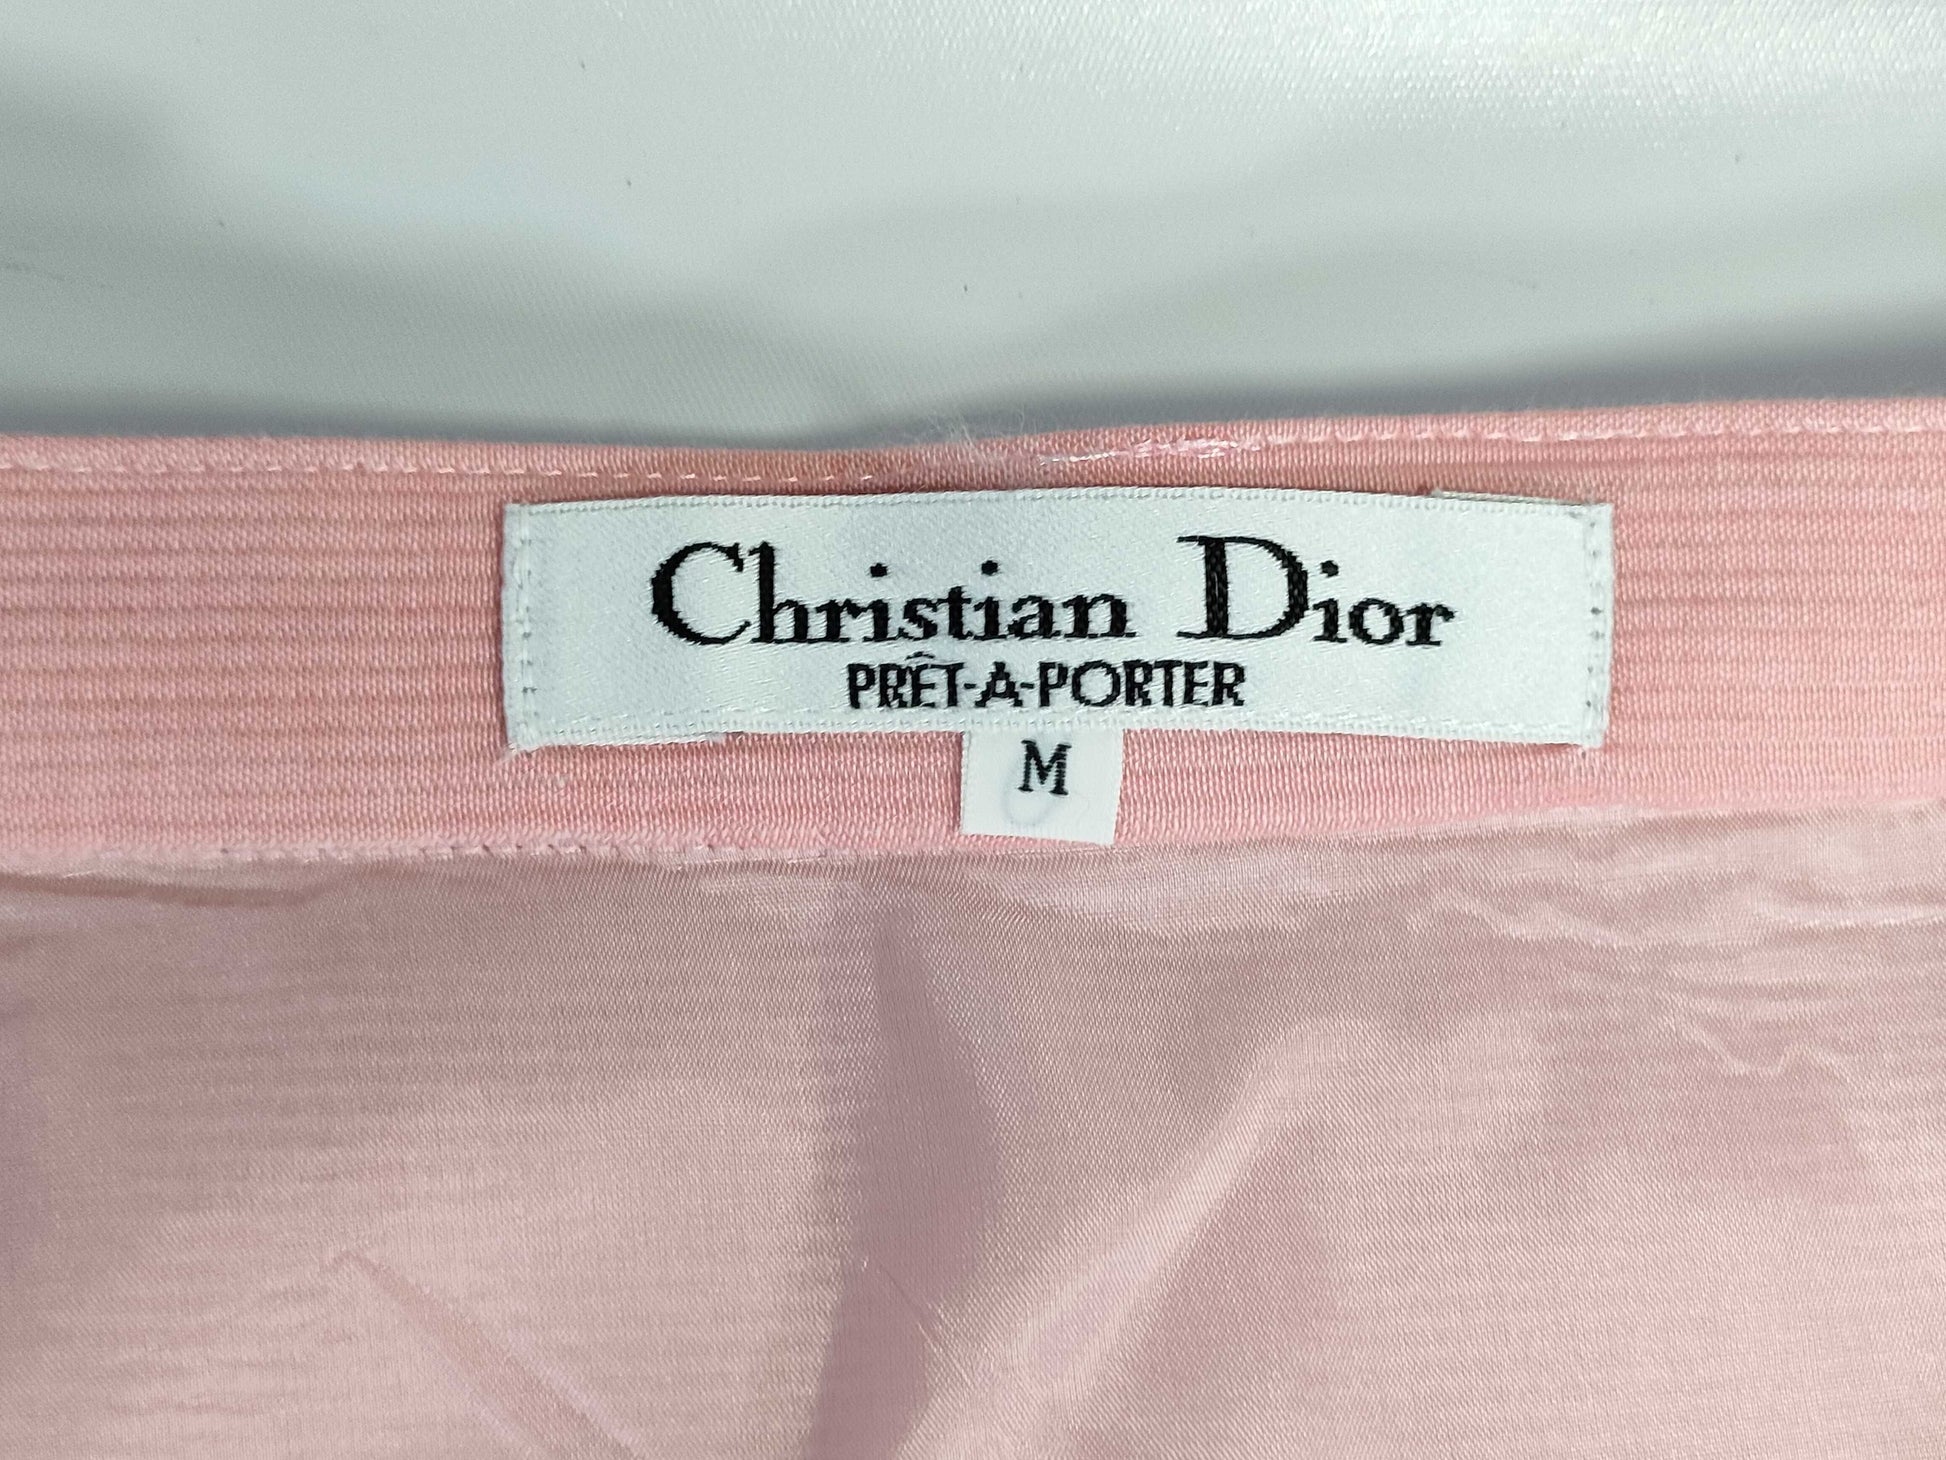 Christian Dior
PRÊT-A-PORTER
M